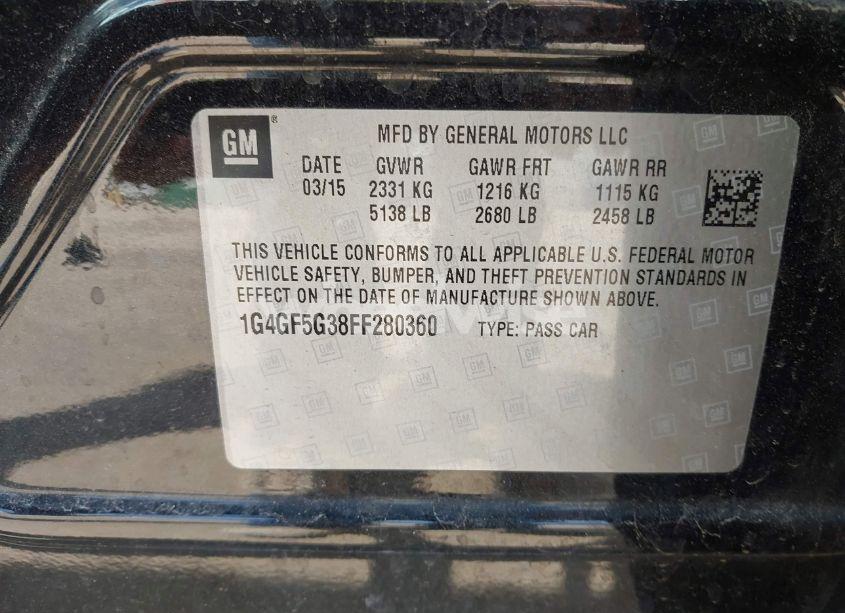 GM ® MFD BY GENERAL MOTORS LLC
DATE GVWR GAWR FRT GAWR RR
03/15 2331 KG 1216 KG 1115 KG
5138 LB 2680 LB 2458 LB
THIS VEHICLE CONFORMS TO ALL APPLICABLE U.S. FEDERAL MOTOR
VEHICLE SAFETY, BUMPER, AND THEFT PREVENTION STANDARDS IN
EFFECT ON THE DATE OF MANUFACTURE SHOWN ABOVE.
1G4GF5G38FF280360 TYPE: PASS CAR